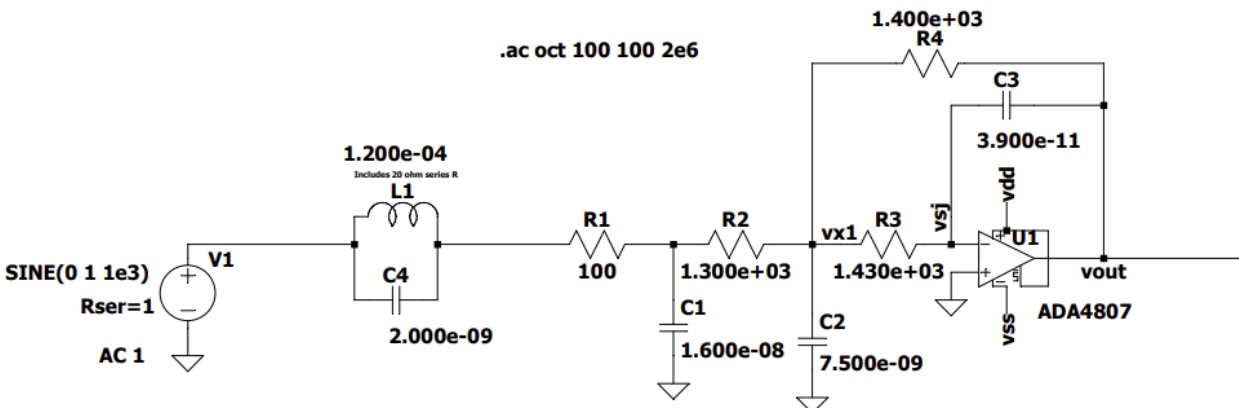 1.400e+03
R4
.ac oct 100 100 2e6
C3
3.900e-11
1.200e-04
Includes 20 ohm series R
L1
vdd
vsj
R1
R2
vx1
R3
U1
V1
SINE(0 1 1e3)
Rser=1
C4
100
1.300e+03
1.430e+03
vout
C1
C2
ADA4807
vss
AC 1
2.000e-09
1.600e-08
7.500e-09